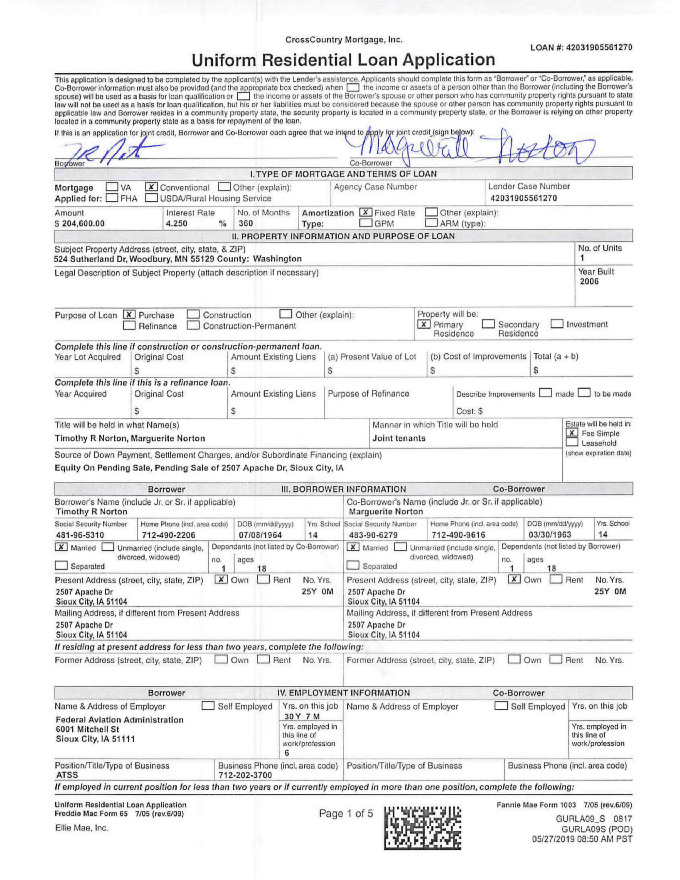 CrossCountry Mortgage, Inc.
LOAN #: 42031905561270
Uniform Residential Loan Application
This application is designed to be completed by the applicant(s) with the Lender's assistance. Applicants should complete this form as "Borrower" or "Co-Borrower," as applicable.
Co-Borrower information must also be provided (and the appropriate box checked) when the income or assets of a person other than the Borrower (including the Borrower's
spouse) will be used as a basis for loan qualification or the income or assets of the Borrower's spouse or other person who has community property rights pursuant to state
law will not be used as a basis for loan qualification, but his or her liabilities must be considered because the spouse or other person has community property rights pursuant to
applicable law and Borrower resides in a community property state, the security property is located in a community property state, or the Borrower is relying on other property
located in a community property state as a basis for repayment of the loan.
If this is an application for joint credit, Borrower and Co-Borrower each agree that we intend to apply for joint credit (sign below):
Marguerite Norton
Borrower Co-Borrower
I. TYPE OF MORTGAGE AND TERMS OF LOAN
Mortgage VA X Conventional Other (explain): Agency Case Number Lender Case Number
Applied for: FHA USDA/Rural Housing Service 42031905561270
Amount Interest Rate No. of Months Amortization X Fixed Rate Other (explain):
$ 204,600.00 4.250 % 360 Type: GPM ARM (type):
II. PROPERTY INFORMATION AND PURPOSE OF LOAN
Subject Property Address (street, city, state, & ZIP) No. of Units
524 Sutherland Dr, Woodbury, MN 55129 County: Washington 1
Legal Description of Subject Property (attach description if necessary) Year Built
2006
Purpose of Loan X Purchase Construction Other (explain): Property will be:
Refinance Construction-Permanent X Primary Residence Secondary Residence Investment
Complete this line if construction or construction-permanent loan.
Year Lot Acquired Original Cost Amount Existing Liens (a) Present Value of Lot (b) Cost of Improvements Total (a + b)
$ $ $ $ $
Complete this line if this is a refinance loan.
Year Acquired Original Cost Amount Existing Liens Purpose of Refinance Describe Improvements made to be made
$ $ Cost: $
Title will be held in what Name(s) Manner in which Title will be held Estate will be held in:
Timothy R Norton, Marguerite Norton Joint tenants X Fee Simple
Leasehold
Source of Down Payment, Settlement Charges, and/or Subordinate Financing (explain) (show expiration date)
Equity On Pending Sale, Pending Sale of 2507 Apache Dr, Sioux City, IA
Borrower III. BORROWER INFORMATION Co-Borrower
Borrower's Name (include Jr. or Sr. if applicable) Co-Borrower's Name (include Jr. or Sr. if applicable)
Timothy R Norton Marguerite Norton
Social Security Number Home Phone (incl. area code) DOB (mm/dd/yyyy) Yrs. School Social Security Number Home Phone (incl. area code) DOB (mm/dd/yyyy) Yrs. School
481-96-5310 712-490-2206 07/08/1964 14 483-90-6279 712-490-9616 03/30/1963 14
X Married Unmarried (include single, Dependents (not listed by Co-Borrower) X Married Unmarried (include single, Dependents (not listed by Borrower)
divorced, widowed) no. ages divorced, widowed) no. ages
Separated 1 18 Separated 1 18
Present Address (street, city, state, ZIP) X Own Rent No. Yrs. Present Address (street, city, state, ZIP) X Own Rent No. Yrs.
2507 Apache Dr 25Y 0M 2507 Apache Dr 25Y 0M
Sioux City, IA 51104 Sioux City, IA 51104
Mailing Address, if different from Present Address Mailing Address, if different from Present Address
2507 Apache Dr 2507 Apache Dr
Sioux City, IA 51104 Sioux City, IA 51104
If residing at present address for less than two years, complete the following:
Former Address (street, city, state, ZIP) Own Rent No. Yrs. Former Address (street, city, state, ZIP) Own Rent No. Yrs.
Borrower IV. EMPLOYMENT INFORMATION Co-Borrower
Name & Address of Employer Self Employed Yrs. on this job Name & Address of Employer Self Employed Yrs. on this job
30 Y 7 M
Federal Aviation Administration Yrs. employed in this line of work/profession Yrs. employed in this line of work/profession
6001 Mitchell St
Sioux City, IA 51111
6
Position/Title/Type of Business Business Phone (incl. area code) Position/Title/Type of Business Business Phone (incl. area code)
ATSS 712-202-3700
If employed in current position for less than two years or if currently employed in more than one position, complete the following:
Uniform Residential Loan Application Fannie Mae Form 1003 7/05 (rev.6/09)
Freddie Mac Form 65 7/05 (rev.6/09) Page 1 of 5
GURLA09_S 0817
Ellie Mae, Inc. GURLA09S (POD)
05/27/2019 08:50 AM PST